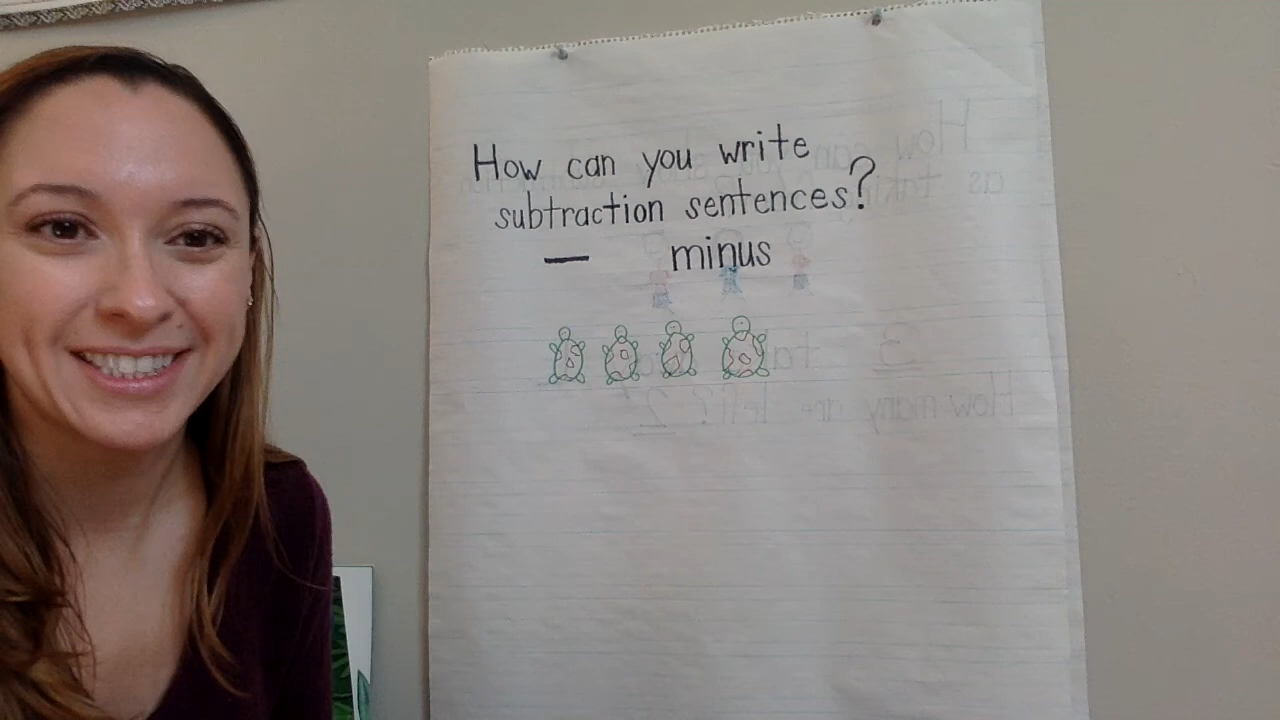 How can you write
subtraction sentences?
— minus